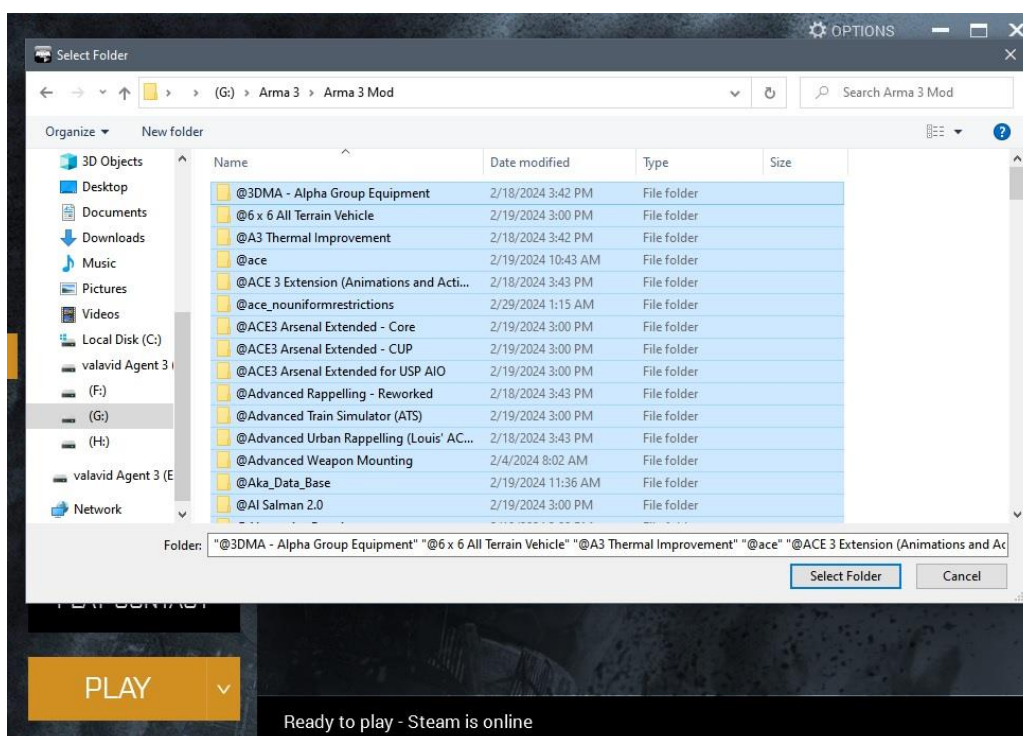 OPTIONS
Select Folder
(G:) > Arma 3 > Arma 3 Mod
Search Arma 3 Mod
Organize
New folder
3D Objects
Desktop
Documents
Downloads
Music
Pictures
Videos
Local Disk (C:)
valavid Agent 3 (
(F:)
(G:)
(H:)
valavid Agent 3 (E
Network
Name Date modified Type Size
@3DMA - Alpha Group Equipment 2/18/2024 3:42 PM File folder
@6 x 6 All Terrain Vehicle 2/19/2024 3:00 PM File folder
@A3 Thermal Improvement 2/18/2024 3:42 PM File folder
@ace 2/19/2024 10:43 AM File folder
@ACE 3 Extension (Animations and Acti... 2/18/2024 3:43 PM File folder
@ace_nouniformrestrictions 2/29/2024 1:15 AM File folder
@ACE3 Arsenal Extended - Core 2/19/2024 3:00 PM File folder
@ACE3 Arsenal Extended - CUP 2/19/2024 3:00 PM File folder
@ACE3 Arsenal Extended for USP AIO 2/19/2024 3:00 PM File folder
@Advanced Rappelling - Reworked 2/18/2024 3:43 PM File folder
@Advanced Train Simulator (ATS) 2/19/2024 3:00 PM File folder
@Advanced Urban Rappelling (Louis' AC... 2/18/2024 3:43 PM File folder
@Advanced Weapon Mounting 2/4/2024 8:02 AM File folder
@Aka_Data_Base 2/19/2024 11:36 AM File folder
@Al Salman 2.0 2/19/2024 3:00 PM File folder
Folder: "@3DMA - Alpha Group Equipment" "@6 x 6 All Terrain Vehicle" "@A3 Thermal Improvement" "@ace" "@ACE 3 Extension (Animations and Ac
Select Folder
Cancel
PLAY CONTACT
PLAY
Ready to play - Steam is online